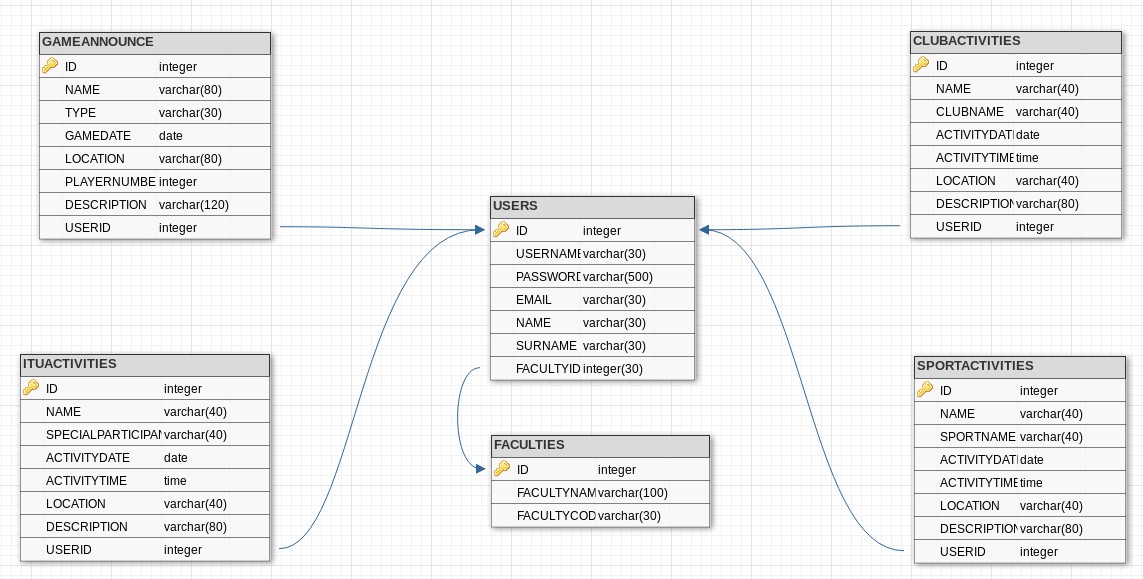 GAMEANNOUNCE
ID integer
NAME varchar(80)
TYPE varchar(30)
GAMEDATE date
LOCATION varchar(80)
PLAYERNUMBE integer
DESCRIPTION varchar(120)
USERID integer
CLUBACTIVITIES
ID integer
NAME varchar(40)
CLUBNAME varchar(40)
ACTIVITYDATE date
ACTIVITYTIME time
LOCATION varchar(40)
DESCRIPTION varchar(80)
USERID integer
USERS
ID integer
USERNAME varchar(30)
PASSWORD varchar(500)
EMAIL varchar(30)
NAME varchar(30)
SURNAME varchar(30)
FACULTYID integer(30)
ITUACTIVITIES
ID integer
NAME varchar(40)
SPECIALPARTICIPAN varchar(40)
ACTIVITYDATE date
ACTIVITYTIME time
LOCATION varchar(40)
DESCRIPTION varchar(80)
USERID integer
FACULTIES
ID integer
FACULTYNAM varchar(100)
FACULTYCOD varchar(30)
SPORTACTIVITIES
ID integer
NAME varchar(40)
SPORTNAME varchar(40)
ACTIVITYDATE date
ACTIVITYTIME time
LOCATION varchar(40)
DESCRIPTION varchar(80)
USERID integer